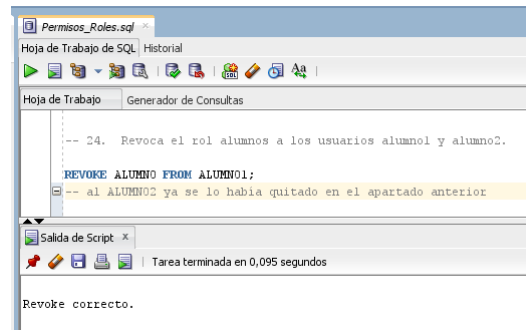 Permisos_Roles.sql
Hoja de Trabajo de SQL Historial
SQL
Hoja de Trabajo Generador de Consultas
-- 24. Revoca el rol alumnos a los usuarios alumno1 y alumno2.
REVOKE ALUMNO FROM ALUMNO1;
-- al ALUMNO2 ya se lo habia quitado en el apartado anterior
Salida de Script x
Tarea terminada en 0,095 segundos
Revoke correcto.